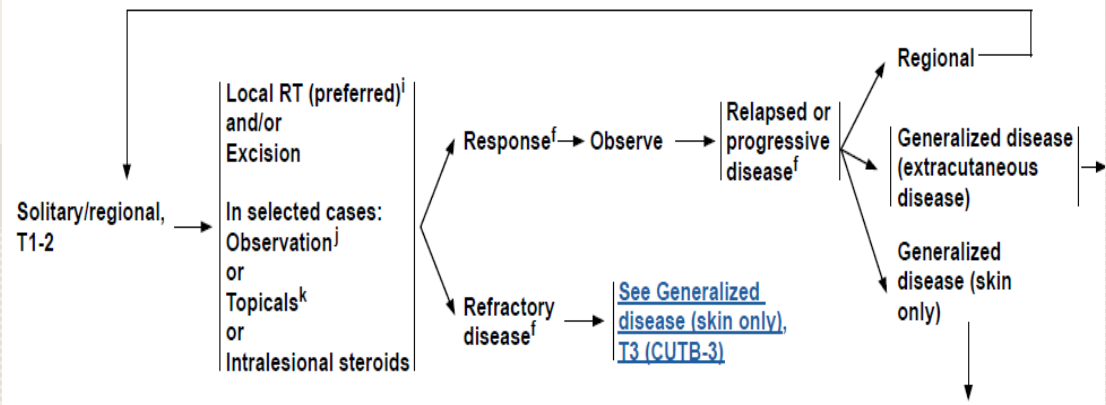 Solitary/regional,
T1-2
Local RT (preferred)i
and/or
Excision
In selected cases:
Observationj
or
Topicalsk
or
Intralesional steroids
Responsef
Observe
Relapsed or
progressive
diseasef
Refractory
diseasef
See Generalized
disease (skin only),
T3 (CUTB-3)
Regional
Generalized disease
(extracutaneous
disease)
Generalized
disease (skin
only)